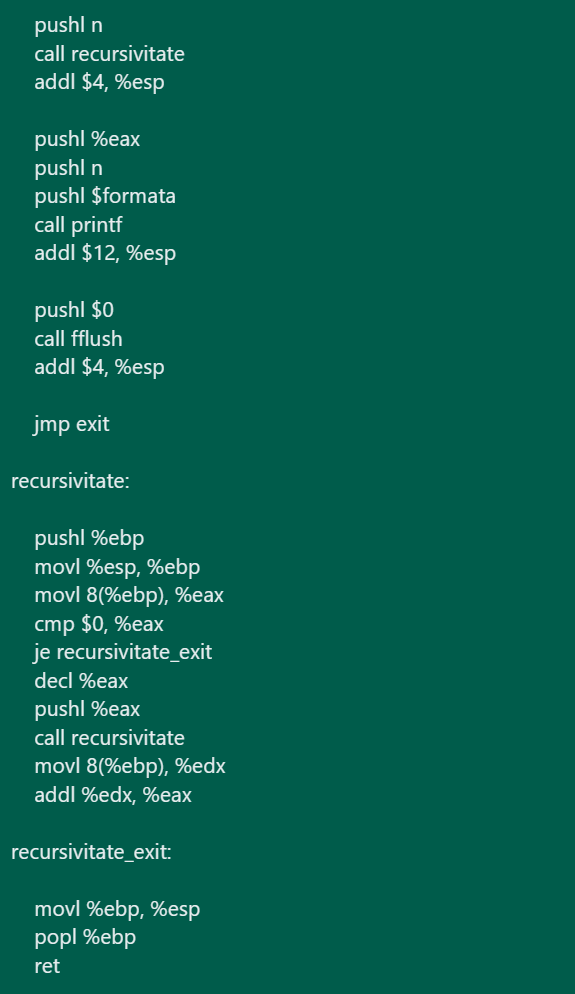 pushl n
call recursivitate
addl $4, %esp
pushl %eax
pushl n
pushl $formata
call printf
addl $12, %esp
pushl $0
call fflush
addl $4, %esp
jmp exit
recursivitate:
pushl %ebp
movl %esp, %ebp
movl 8(%ebp), %eax
cmp $0, %eax
je recursivitate_exit
decl %eax
pushl %eax
call recursivitate
movl 8(%ebp), %edx
addl %edx, %eax
recursivitate_exit:
movl %ebp, %esp
popl %ebp
ret